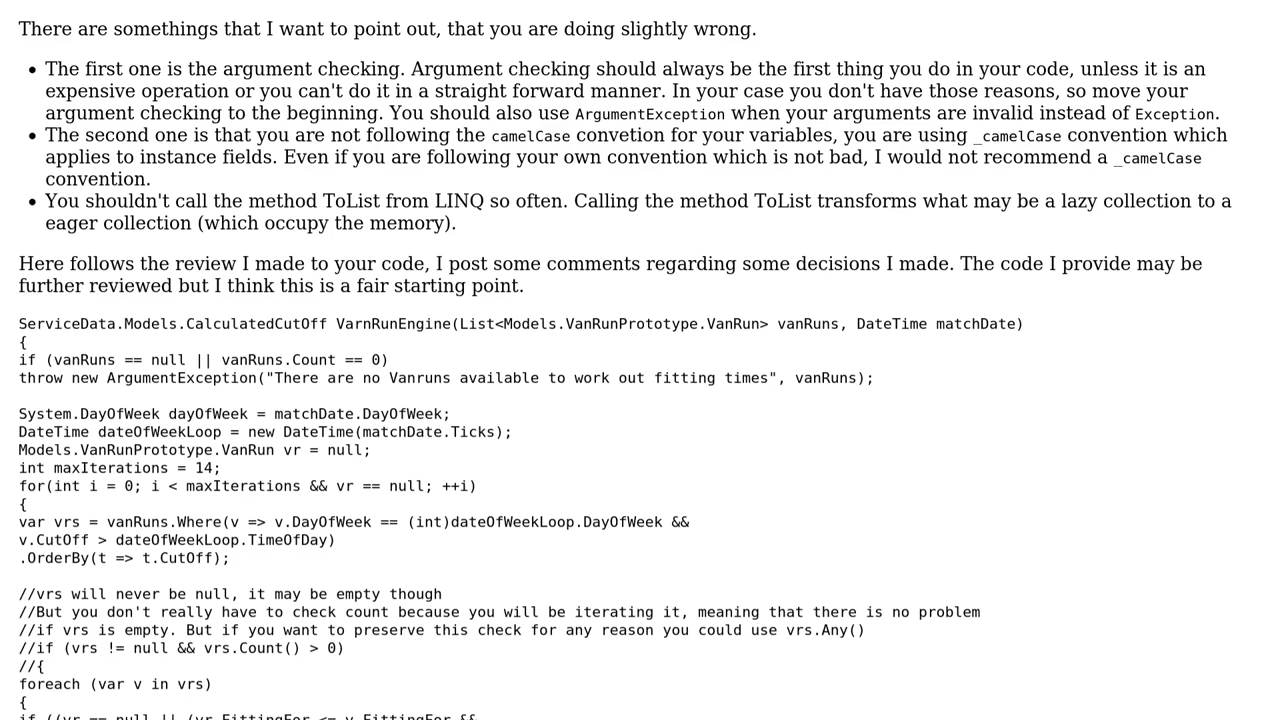 There are somethings that I want to point out, that you are doing slightly wrong.
• The first one is the argument checking. Argument checking should always be the first thing you do in your code, unless it is an
expensive operation or you can't do it in a straight forward manner. In your case you don't have those reasons, so move your
argument checking to the beginning. You should also use ArgumentException when your arguments are invalid instead of Exception.
• The second one is that you are not following the camelCase convetion for your variables, you are using _camelCase convention which
applies to instance fields. Even if you are following your own convention which is not bad, I would not recommend a _camelCase
convention.
• You shouldn't call the method ToList from LINQ so often. Calling the method ToList transforms what may be a lazy collection to a
eager collection (which occupy the memory).
Here follows the review I made to your code, I post some comments regarding some decisions I made. The code I provide may be
further reviewed but I think this is a fair starting point.
ServiceData.Models.CalculatedCutOff VarnRunEngine(List<Models.VanRunPrototype.VanRun> vanRuns, DateTime matchDate)
{
if (vanRuns == null || vanRuns.Count == 0)
throw new ArgumentException("There are no Vanruns available to work out fitting times", vanRuns);
System.DayOfWeek dayOfWeek = matchDate.DayOfWeek;
DateTime dateOfWeekLoop = new DateTime(matchDate.Ticks);
Models.VanRunPrototype.VanRun vr = null;
int maxIterations = 14;
for(int i = 0; i < maxIterations && vr == null; ++i)
{
var vrs = vanRuns.Where(v => v.DayOfWeek == (int)dateOfWeekLoop.DayOfWeek &&
v.CutOff > dateOfWeekLoop.TimeOfDay)
.OrderBy(t => t.CutOff);
//vrs will never be null, it may be empty though
//But you don't really have to check count because you will be iterating it, meaning that there is no problem
//if vrs is empty. But if you want to preserve this check for any reason you could use vrs.Any()
//if (vrs != null && vrs.Count() > 0)
//{
foreach (var v in vrs)
{
if ((vr == null || (vr.FittingFor <= v.FittingFor &&